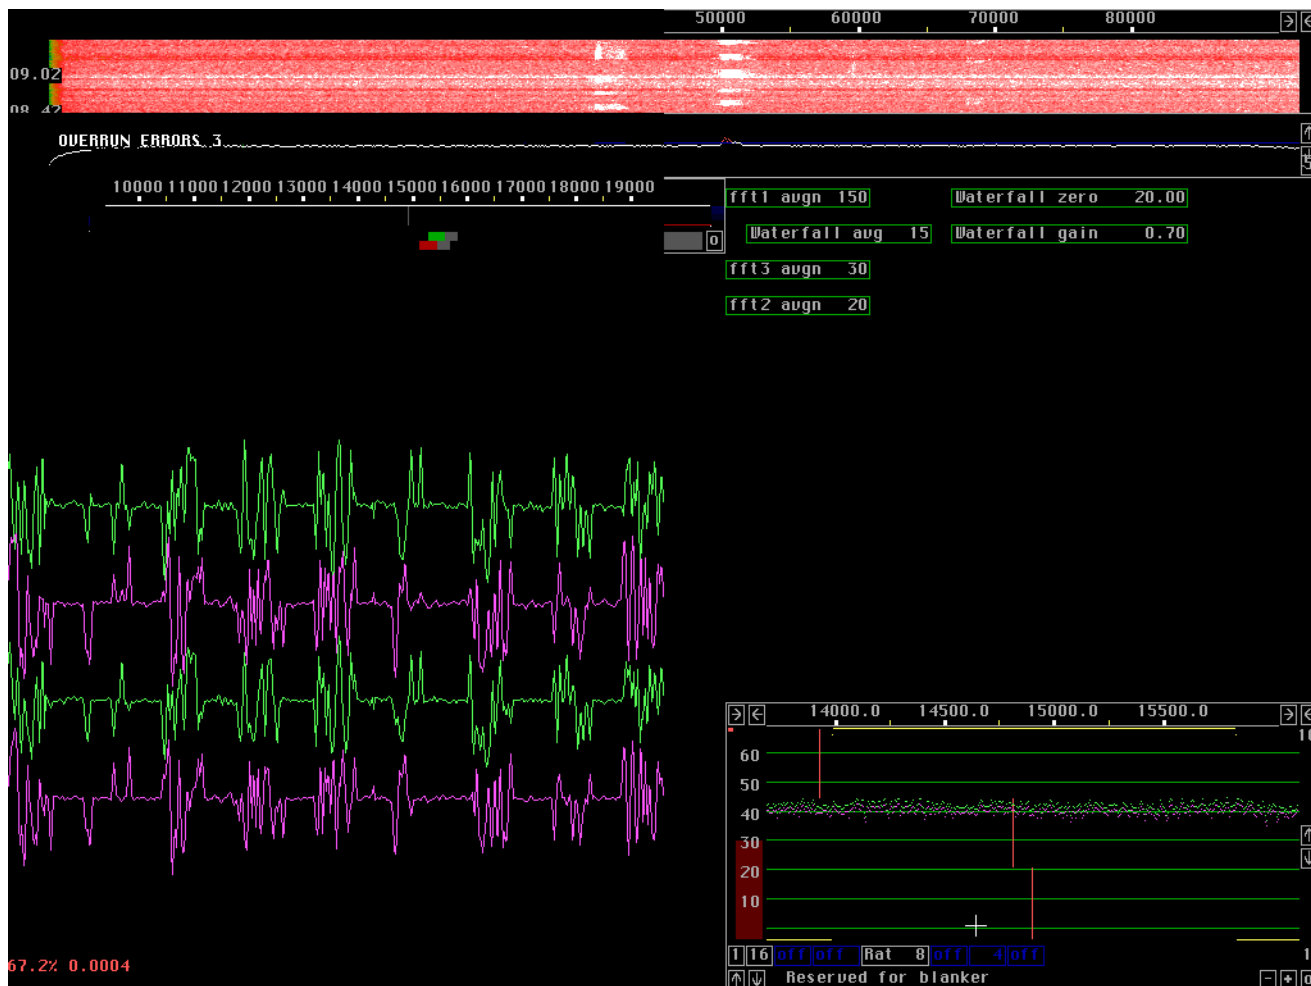 50000 60000 70000 80000
09.02
08.42
OVERRUN ERRORS 3
10000 11000 12000 13000 14000 15000 16000 17000 18000 19000
fft1 avgn 150 Waterfall zero 20.00
Waterfall avg 15 Waterfall gain 0.70
fft3 avgn 30
fft2 avgn 20
14000.0 14500.0 15000.0 15500.0
60
50
40
30
20
10
1 16 off off Rat 8 off 4 off
67.2% 0.0004
Reserved for blanker